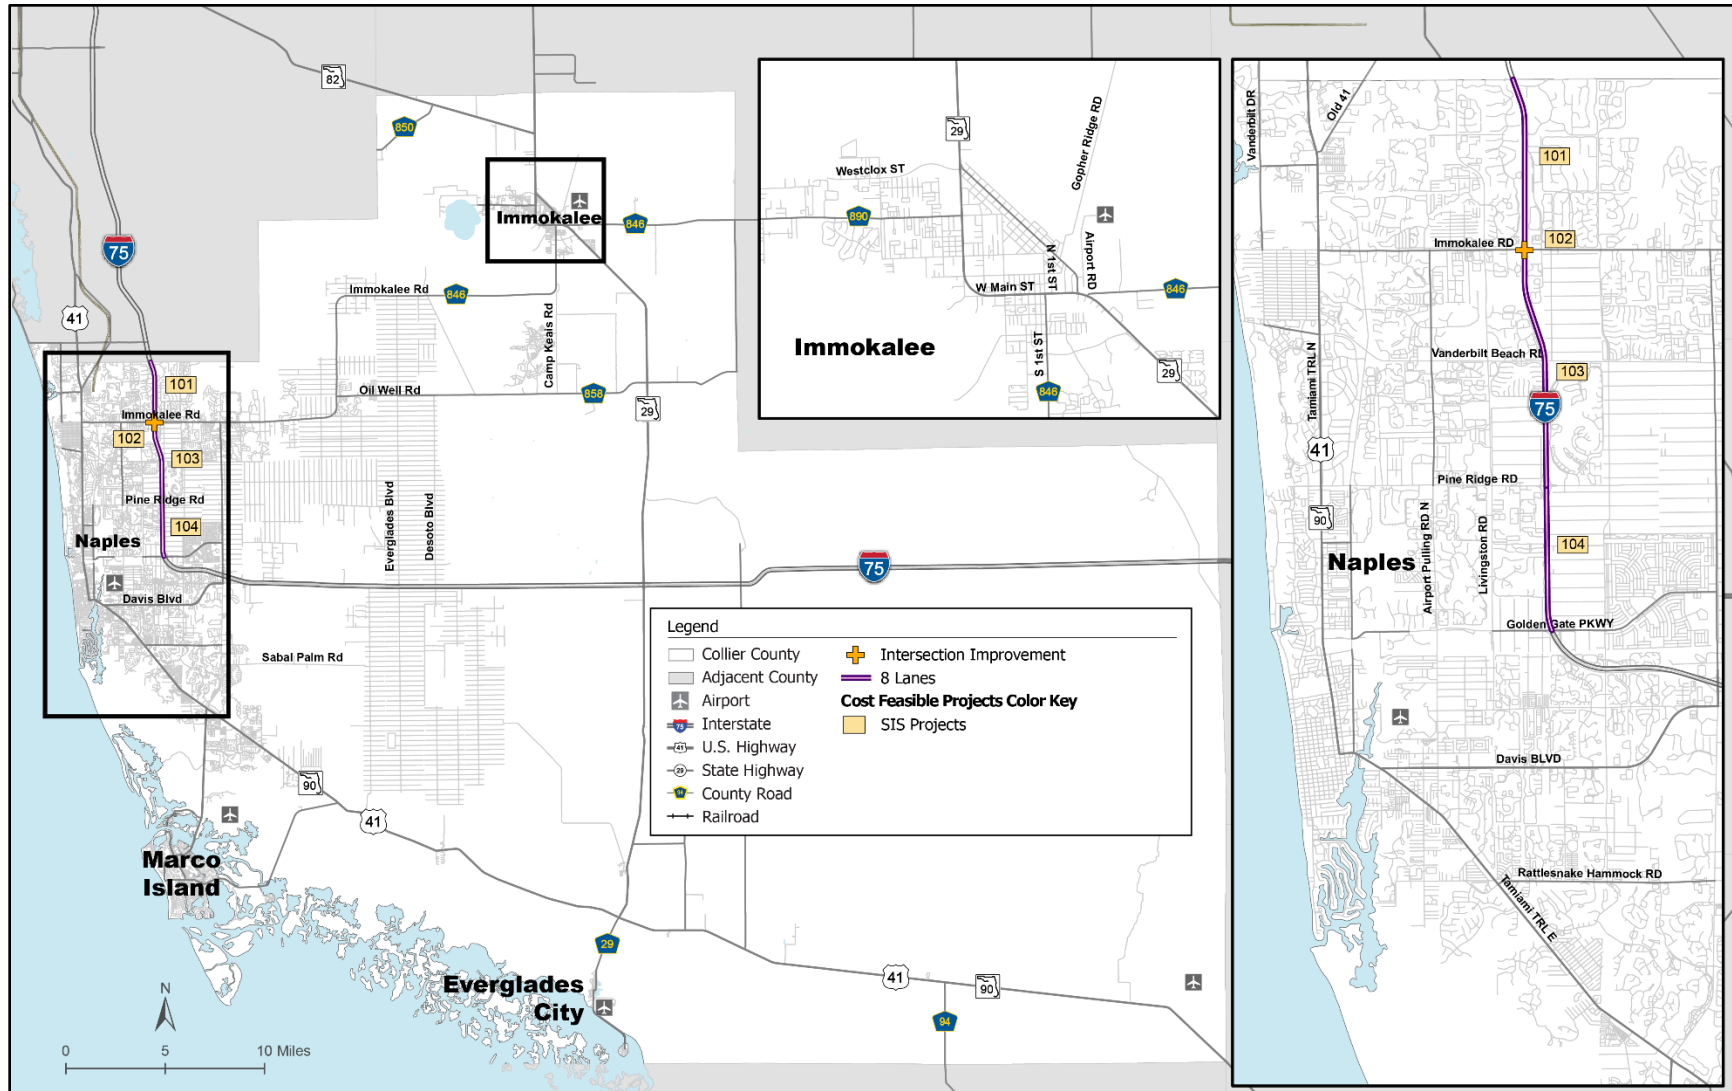 82
850
Immokalee
846
75
41
Immokalee Rd
846
Camp Keais Rd
Oil Well Rd
858
29
101
Immokalee Rd
102
103
Pine Ridge Rd
104
Naples
Everglades Blvd
Desoto Blvd
75
Davis Blvd
Sabal Palm Rd
90
41
Marco
Island
29
Everglades
City
41
90
94
N
0 5 10 Miles
29
Gopher Ridge RD
Westclox ST
890
N 1st ST
Airport RD
W Main ST
846
Immokalee
S 1st ST
29
846
Legend
Collier County
Adjacent County
Airport
75 Interstate
41 U.S. Highway
29 State Highway
94 County Road
Railroad
Intersection Improvement
8 Lanes
Cost Feasible Projects Color Key
SIS Projects
Vanderbilt DR
Old 41
101
Immokalee RD
102
Tamiami TRL N
Vanderbilt Beach RD
103
75
41
Pine Ridge RD
90
Airport Pulling RD N
Livingston RD
104
Naples
Golden Gate PKWY
Davis BLVD
Rattlesnake Hammock RD
Tamiami TRL E